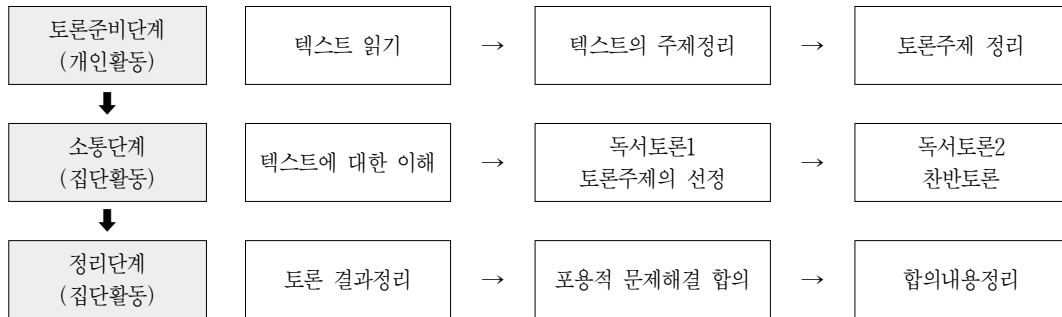 토론준비단계
(개인활동)
텍스트 읽기 → 텍스트의 주제정리 → 토론주제 정리
소통단계
(집단활동)
텍스트에 대한 이해 → 독서토론1
토론주제의 선정 → 독서토론2
찬반토론
정리단계
(집단활동)
토론 결과정리 → 포용적 문제해결 합의 → 합의내용정리